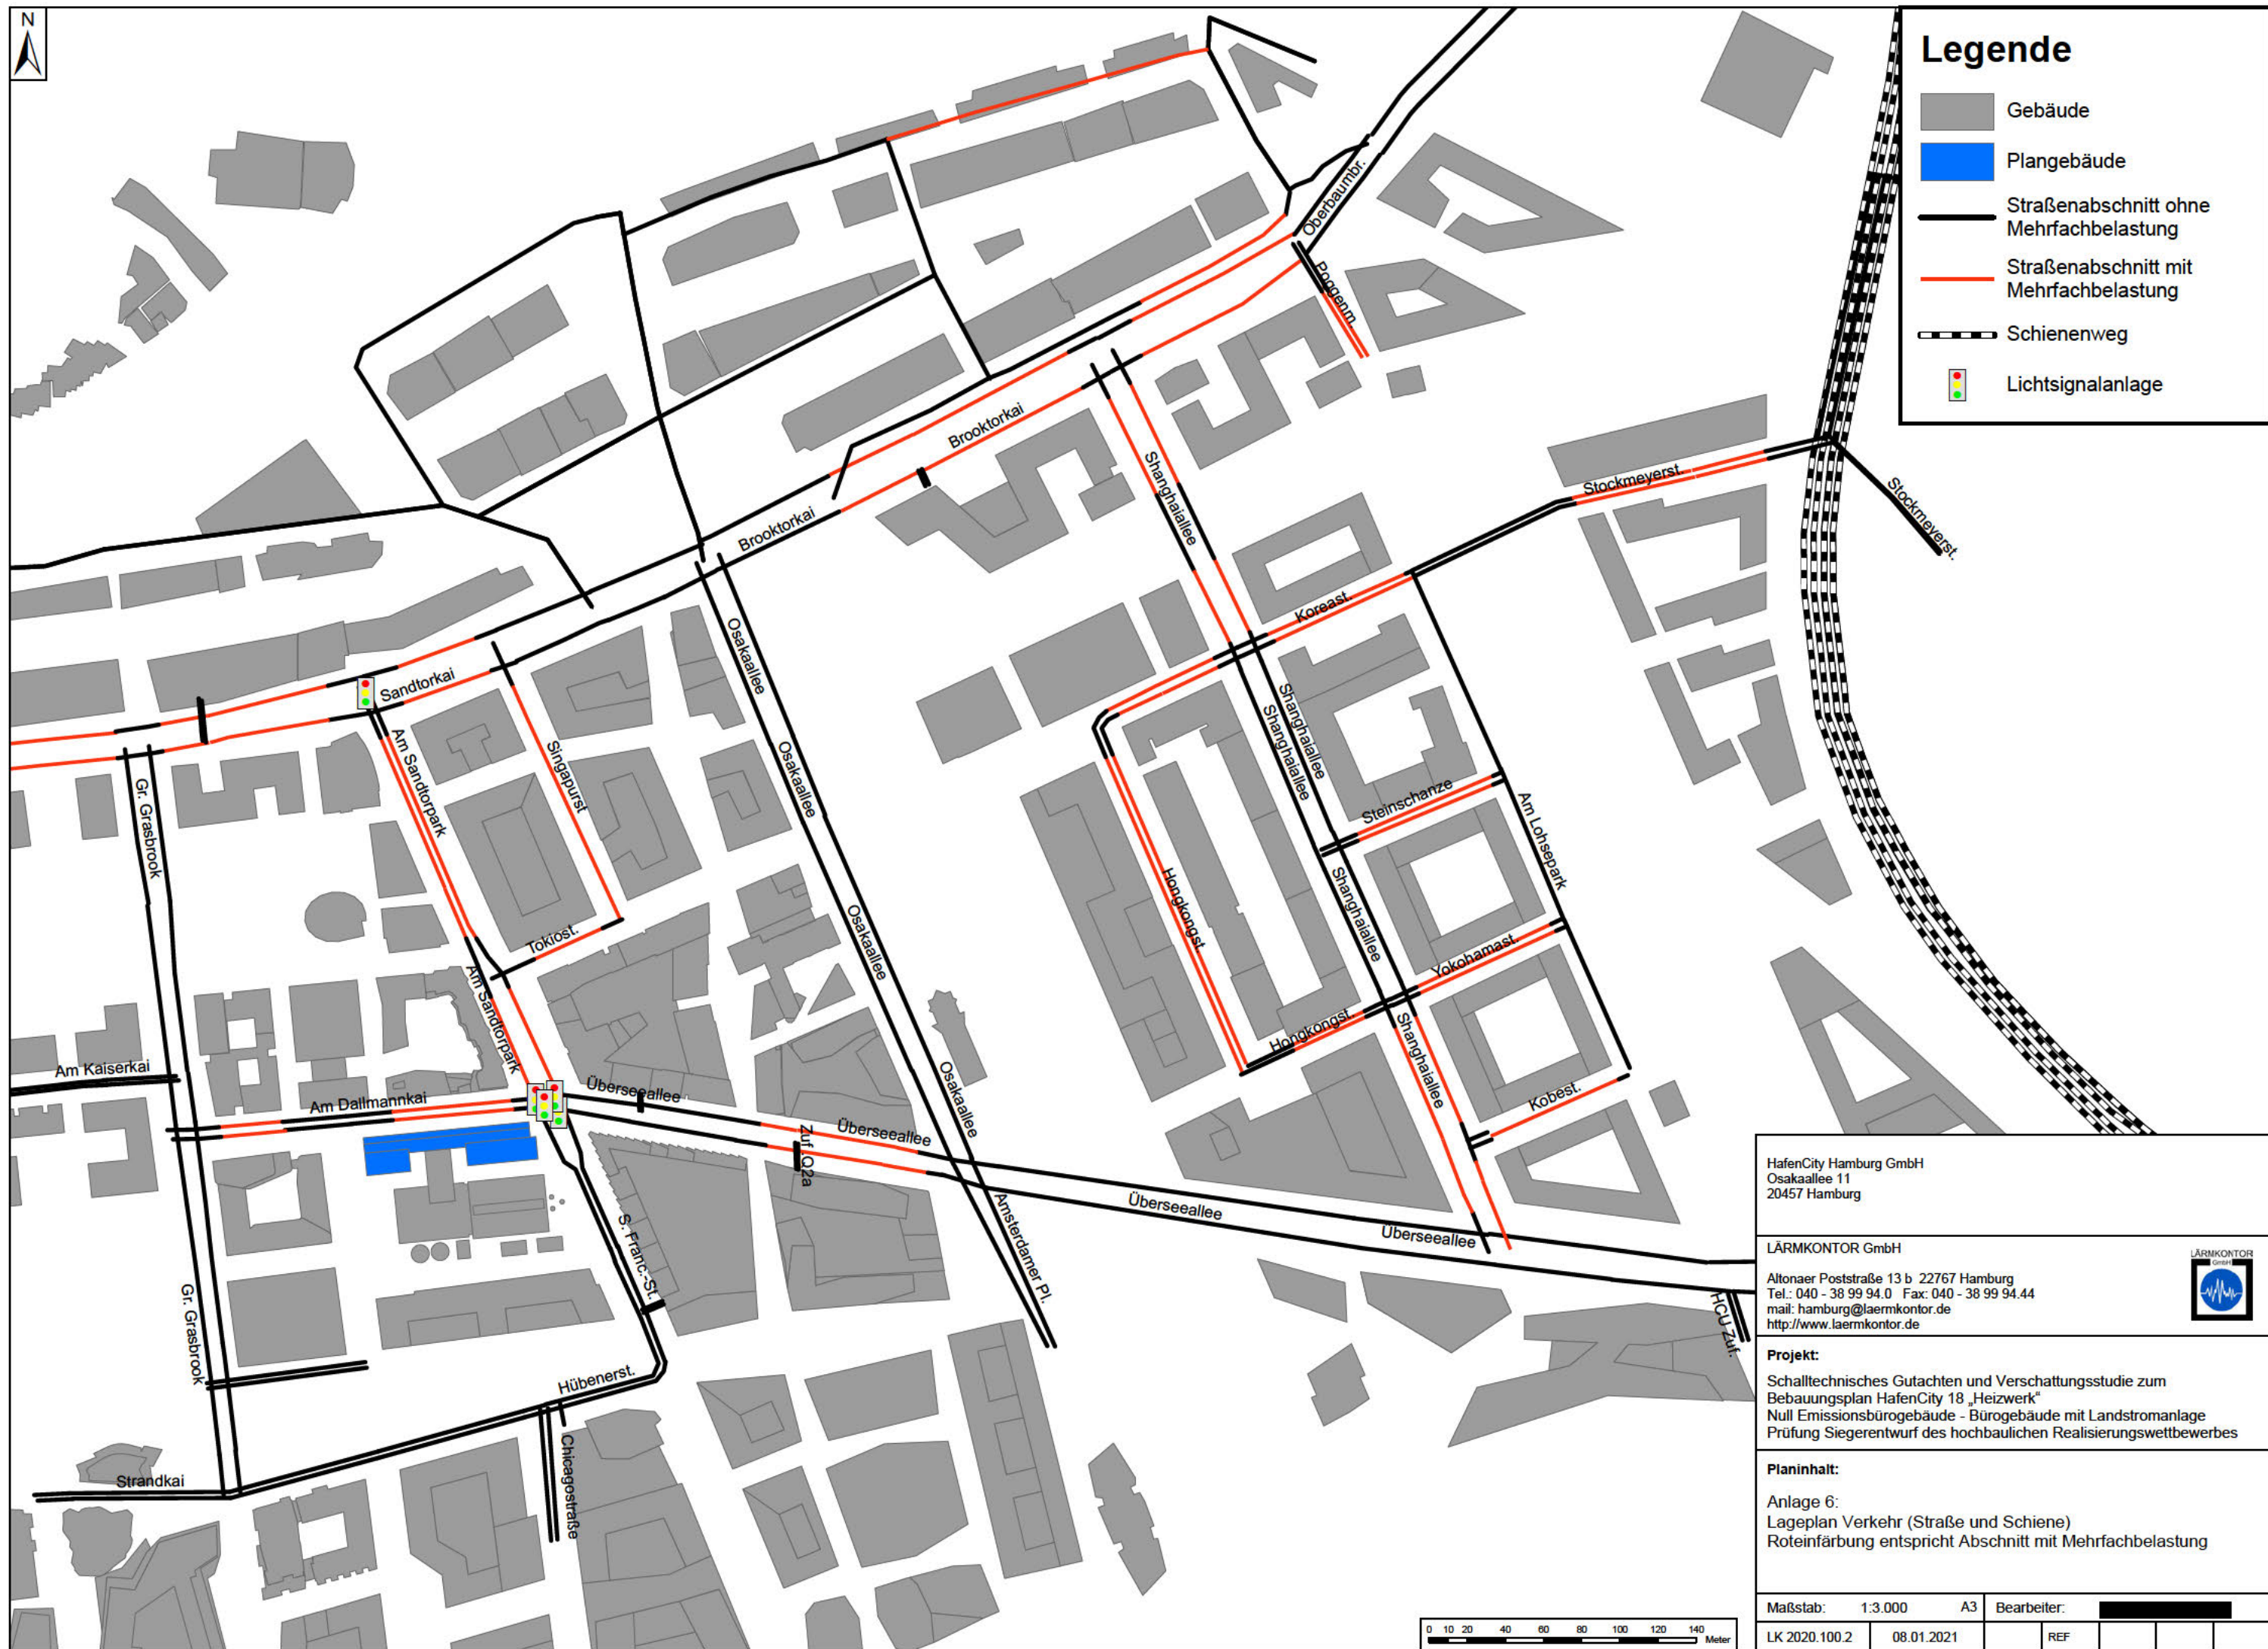 N
Legende
Gebäude
Plangebäude
Straßenabschnitt ohne
Mehrfachbelastung
Straßenabschnitt mit
Mehrfachbelastung
Schienenweg
Lichtsignalanlage
Oberbaumbr.
Poggenm.
Brooktorkai
Brooktorkai
Shanghaiallee
Stockmeyerst.
Stockmeyerst.
Koreast.
Sandtorkai
Osakaallee
Am Sandtorpark
Singapurst
Osakaallee
Shanghaiallee
Shanghaiallee
Gr. Grasbrook
Steinschanze
Am Lohsepark
Hongkongst.
Shanghaiallee
Osakaallee
Tokiost.
Yokohamast.
Am Sandtorpark
Hongkongst.
Shanghaiallee
Am Kaiserkai
Am Dallmannkai
Überseeallee
Osakaallee
Kobest.
Überseeallee
Zuf. Q2a
Überseeallee
Überseeallee
Amsterdamer Pl.
S. Franc.-St.
HCU Zuf.
Gr. Grasbrook
Hübenerst.
Chicagostraße
Strandkai
HafenCity Hamburg GmbH
Osakaallee 11
20457 Hamburg
LÄRMKONTOR GmbH
Altonaer Poststraße 13 b 22767 Hamburg
Tel.: 040 - 38 99 94.0 Fax: 040 - 38 99 94.44
mail: hamburg@laermkontor.de
http://www.laermkontor.de
LÄRMKONTOR
GmbH
Projekt:
Schalltechnisches Gutachten und Verschattungsstudie zum
Bebauungsplan HafenCity 18 „Heizwerk“
Null Emissionsbürogebäude - Bürogebäude mit Landstromanlage
Prüfung Siegerentwurf des hochbaulichen Realisierungswettbewerbes
Planinhalt:
Anlage 6:
Lageplan Verkehr (Straße und Schiene)
Roteinfärbung entspricht Abschnitt mit Mehrfachbelastung
Maßstab: 1:3.000 A3 Bearbeiter:
LK 2020.100.2 08.01.2021 REF
0 10 20 40 60 80 100 120 140
Meter